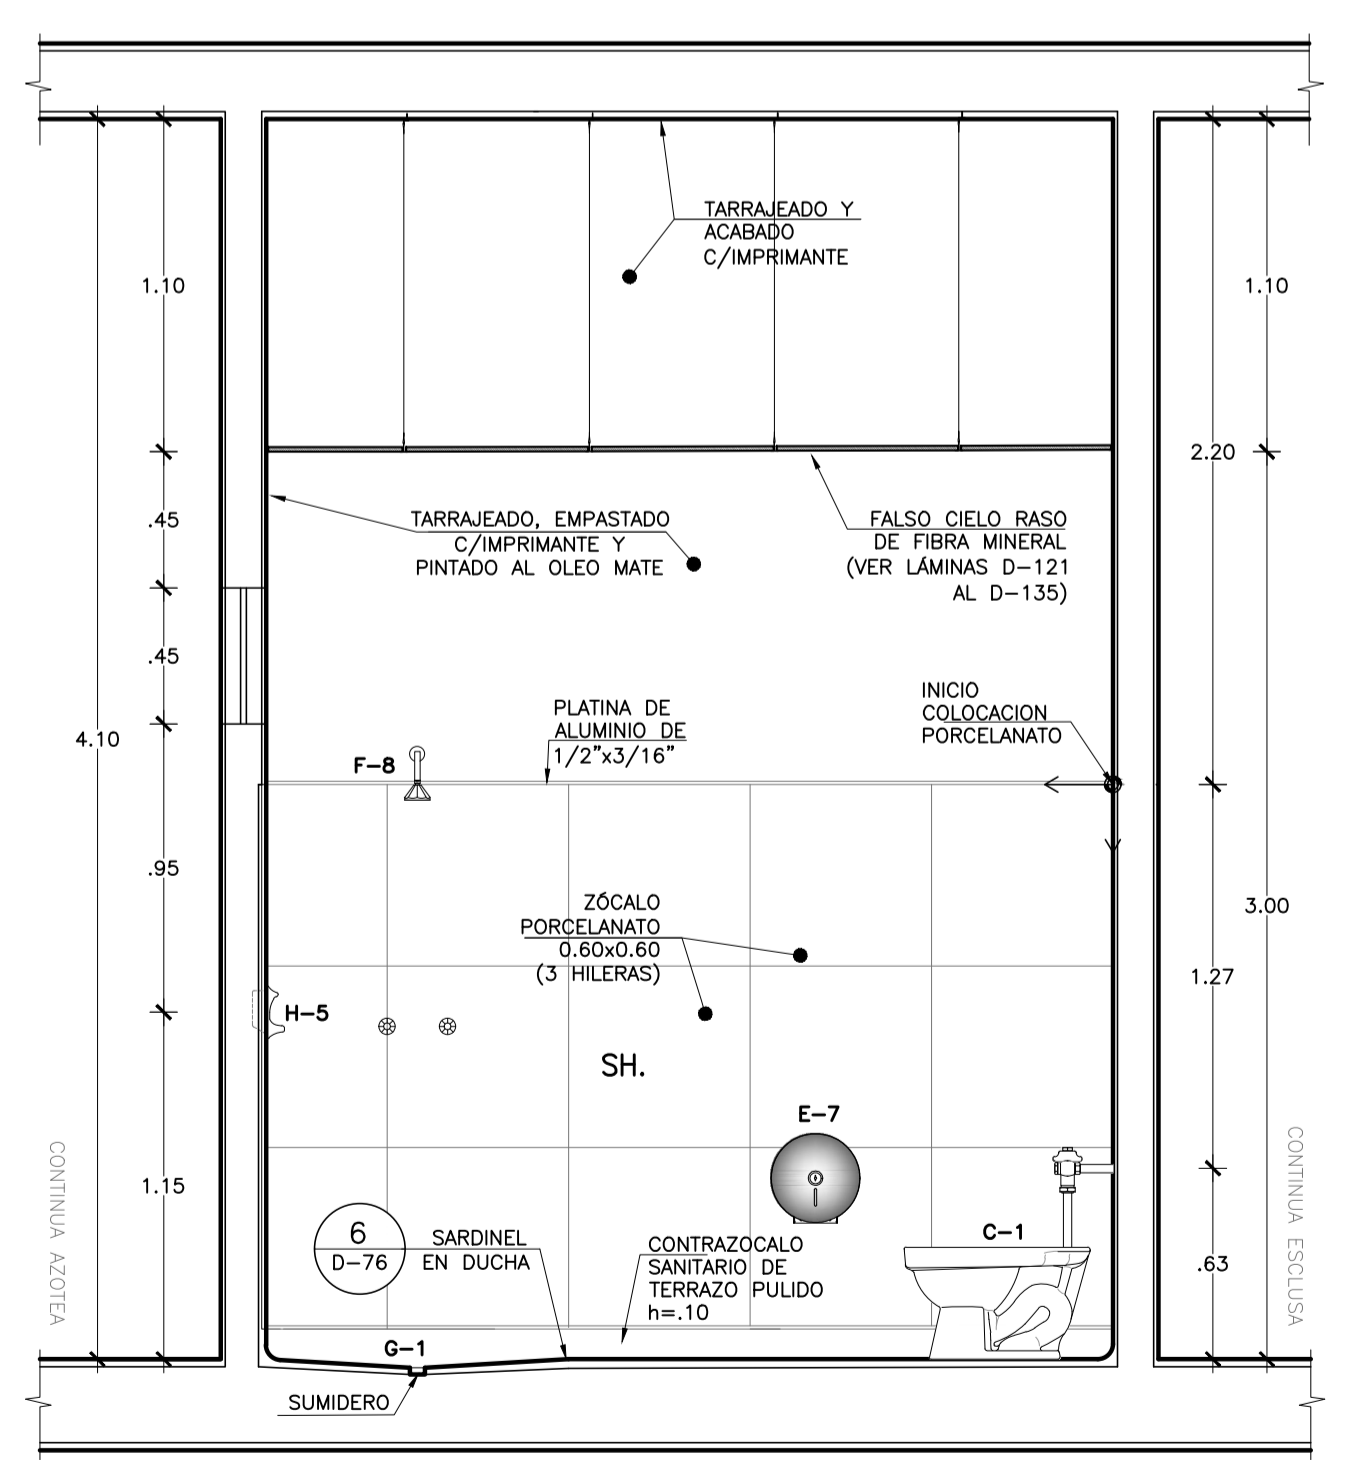 TARRAJEADO Y
ACABADO
C/IMPRIMANTE
1.10
1.10
2.20
.45
TARRAJEADO, EMPASTADO
C/IMPRIMANTE Y
PINTADO AL OLEO MATE
FALSO CIELO RASO
DE FIBRA MINERAL
(VER LÁMINAS D-121
AL D-135)
.45
4.10
PLATINA DE
ALUMINIO DE
1/2"x3/16"
INICIO
COLOCACION
PORCELANATO
F-8
.95
ZÓCALO
PORCELANATO
0.60x0.60
(3 HILERAS)
3.00
1.27
H-5
SH.
E-7
1.15
CONTINUA AZOTEA
CONTINUA ESCLUSA
6
D-76
SARDINEL
EN DUCHA
CONTRAZOCALO
SANITARIO DE
TERRAZO PULIDO
h=.10
C-1
.63
G-1
SUMIDERO